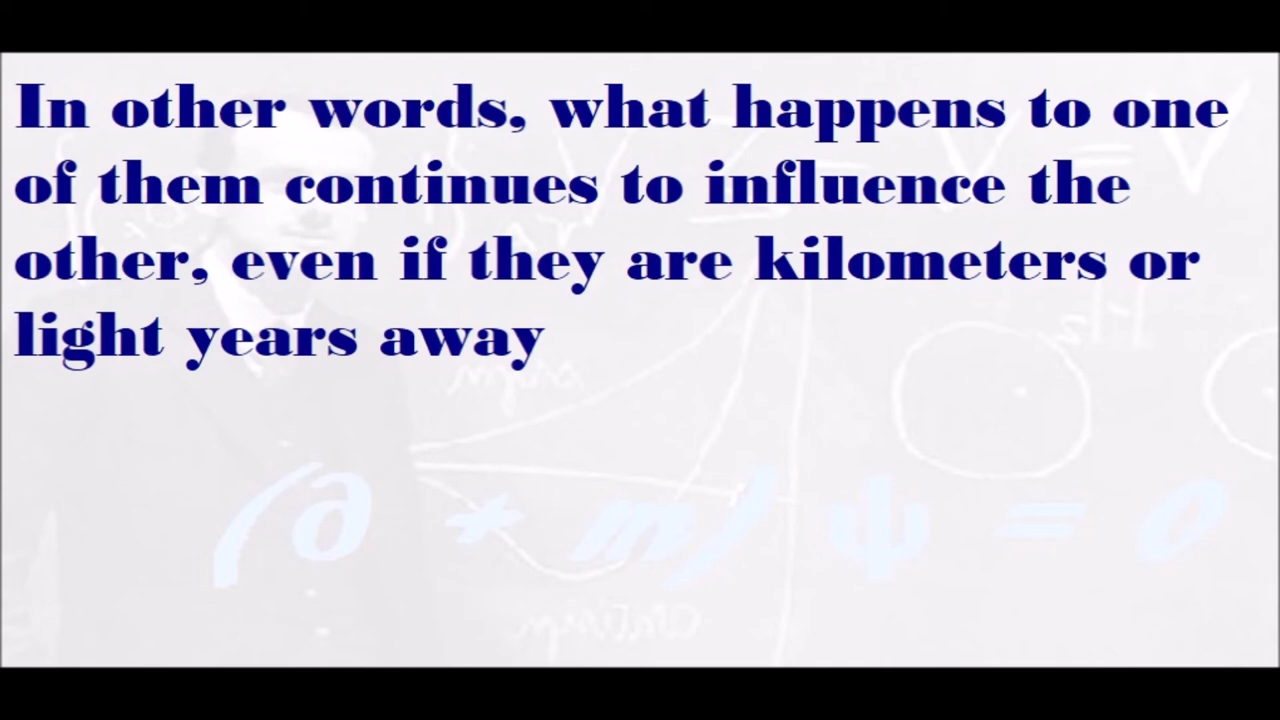 In other words, what happens to one
of them continues to influence the
other, even if they are kilometers or
light years away
(∂ + m) ψ = 0